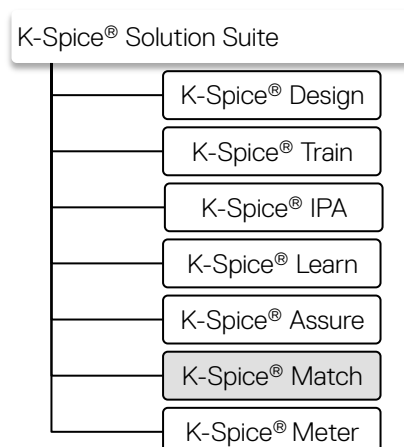 K-Spice® Solution Suite
K-Spice® Design
K-Spice® Train
K-Spice® IPA
K-Spice® Learn
K-Spice® Assure
K-Spice® Match
K-Spice® Meter